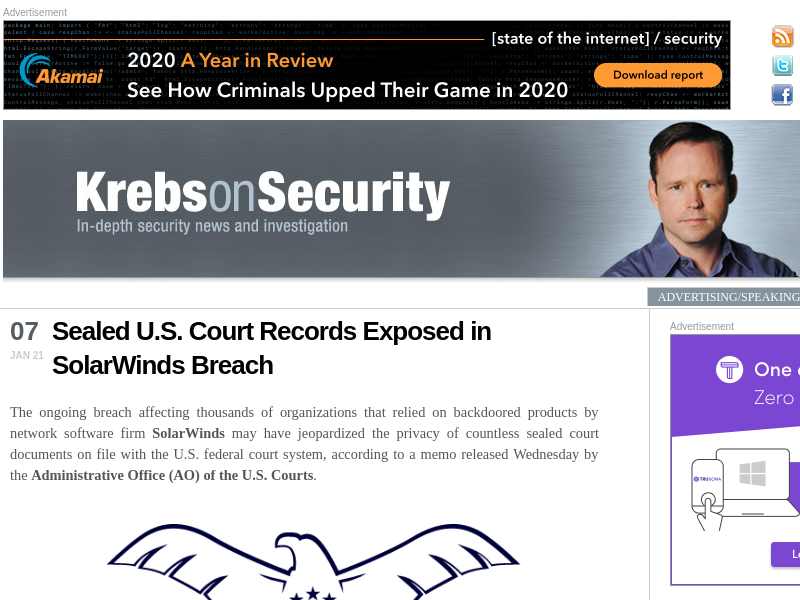 Advertisement
[state of the internet] / security
Akamai
2020 A Year in Review
Download report
See How Criminals Upped Their Game in 2020
KrebsonSecurity
In-depth security news and investigation
ADVERTISING/SPEAKING
07
JAN 21
Sealed U.S. Court Records Exposed in
SolarWinds Breach
The ongoing breach affecting thousands of organizations that relied on backdoored products by
network software firm SolarWinds may have jeopardized the privacy of countless sealed court
documents on file with the U.S. federal court system, according to a memo released Wednesday by
the Administrative Office (AO) of the U.S. Courts.
Advertisement
One
Zero
TRUSONA